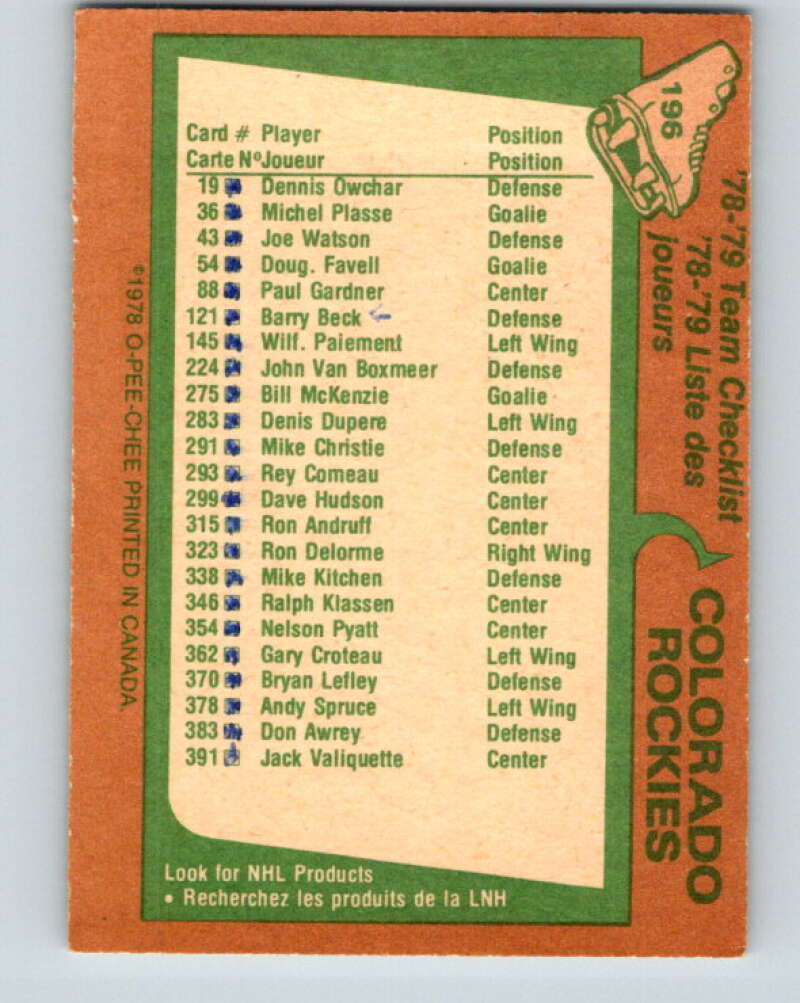 196
'78-'79 Team Checklist
'78-'79 Liste des
joueurs
COLORADO
ROCKIES
Card # Player Position
Carte Nº Joueur Position
19 Dennis Owchar Defense
36 Michel Plasse Goalie
43 Joe Watson Defense
54 Doug. Favell Goalie
88 Paul Gardner Center
121 Barry Beck Defense
145 Wilf. Paiement Left Wing
224 John Van Boxmeer Defense
275 Bill McKenzie Goalie
283 Denis Dupere Left Wing
291 Mike Christie Defense
293 Rey Comeau Center
299 Dave Hudson Center
315 Ron Andruff Center
323 Ron Delorme Right Wing
338 Mike Kitchen Defense
346 Ralph Klassen Center
354 Nelson Pyatt Center
362 Gary Croteau Left Wing
370 Bryan Lefley Defense
378 Andy Spruce Left Wing
383 Don Awrey Defense
391 Jack Valiquette Center
Look for NHL Products
• Recherchez les produits de la LNH
©1978 O-PEE-CHEE PRINTED IN CANADA